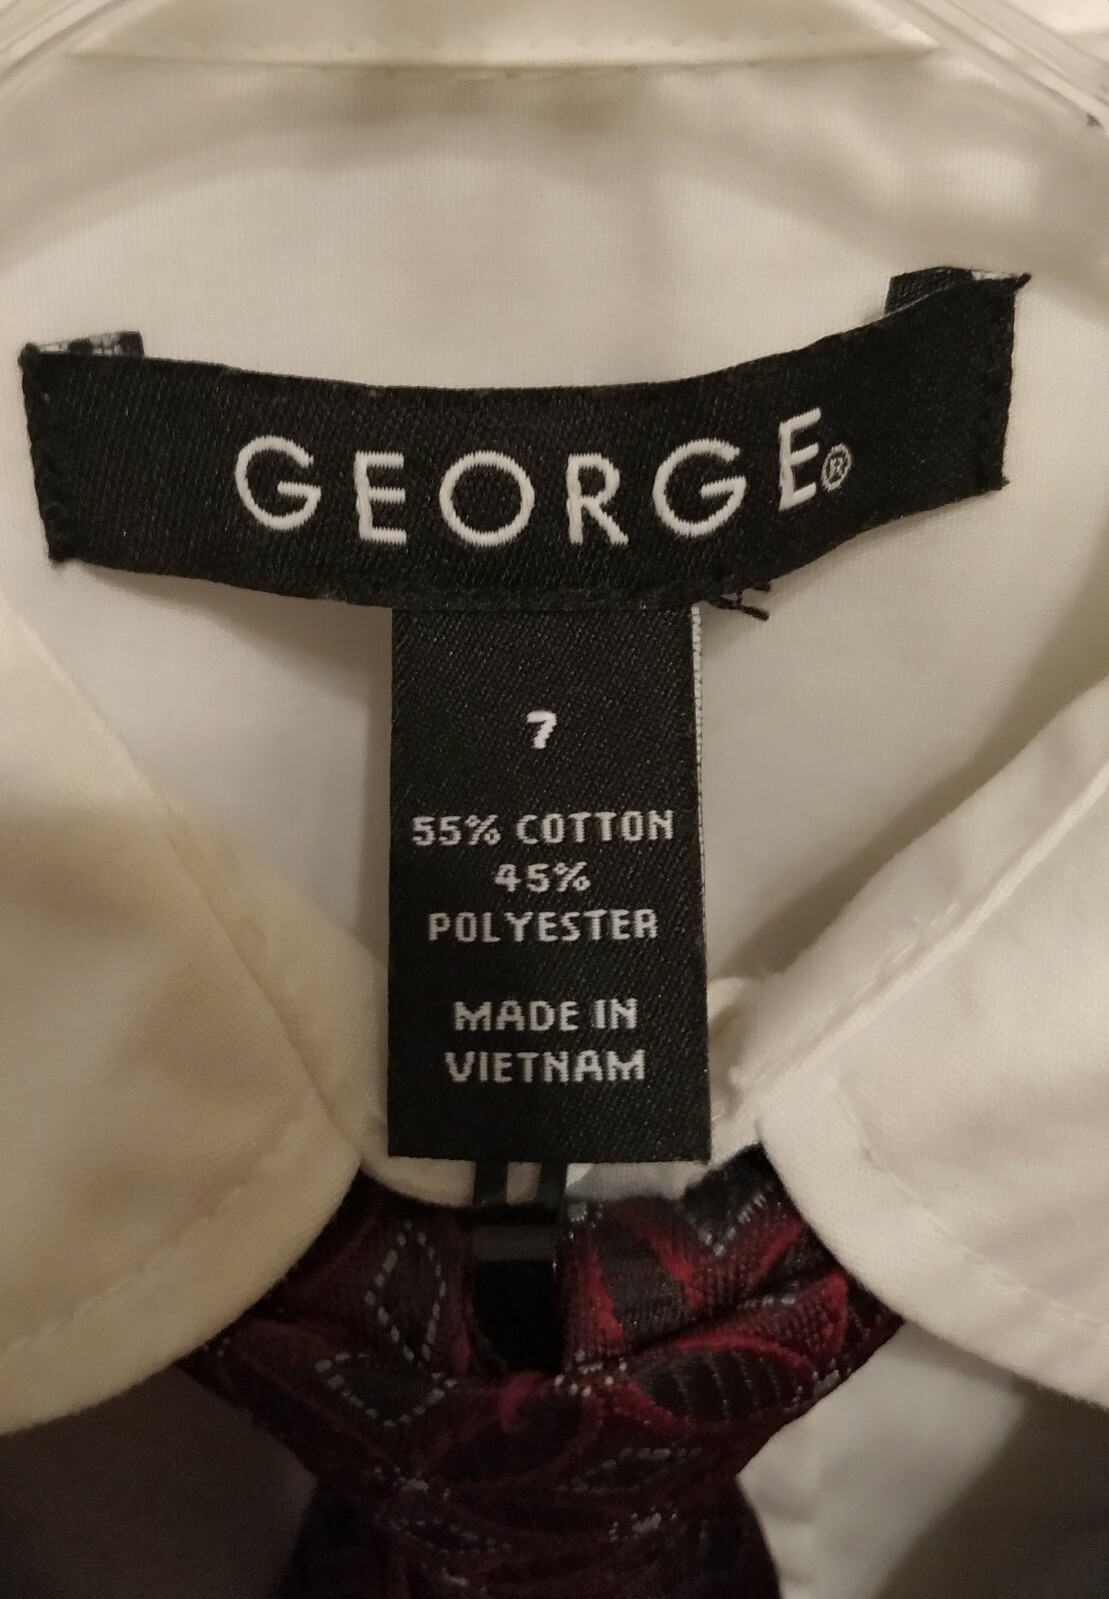 GEORGE®
7
55% COTTON
45%
POLYESTER
MADE IN
VIETNAM